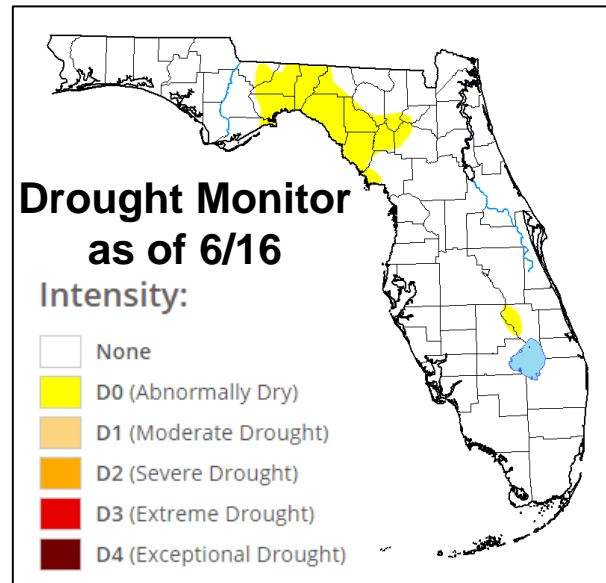 Drought Monitor
as of 6/16
Intensity:
None
D0 (Abnormally Dry)
D1 (Moderate Drought)
D2 (Severe Drought)
D3 (Extreme Drought)
D4 (Exceptional Drought)